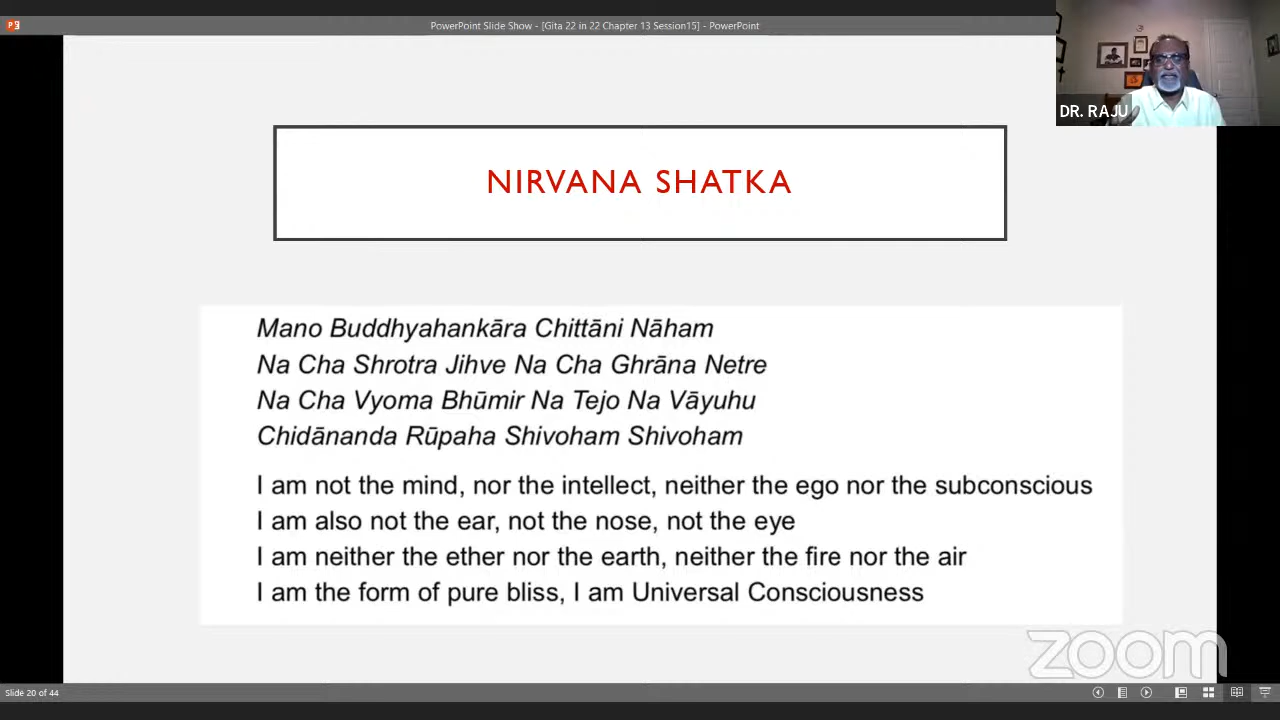 PowerPoint Slide Show - [Gita 22 in 22 Chapter 13 Session15] - PowerPoint
DR. RAJU
NIRVANA SHATKA
Mano Buddhyahankāra Chittāni Nāham
Na Cha Shrotra Jihve Na Cha Ghrāna Netre
Na Cha Vyoma Bhūmir Na Tejo Na Vāyuhu
Chidānanda Rūpaha Shivoham Shivoham
I am not the mind, nor the intellect, neither the ego nor the subconscious
I am also not the ear, not the nose, not the eye
I am neither the ether nor the earth, neither the fire nor the air
I am the form of pure bliss, I am Universal Consciousness
zoom
Slide 20 of 44